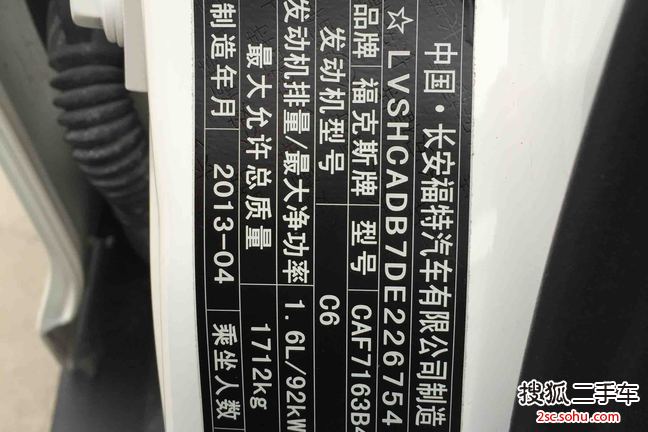 中国·长安福特汽车有限公司制造
☆LVSHCADB7DE226754
品牌 福克斯牌 型号 CAF7163B4
发动机型号 C6
发动机排量/最大净功率 1.6L/92kW
最大允许总质量 1712kg
制造年月 2013-04 乘坐人数
搜狐二手车
2sc.sohu.com